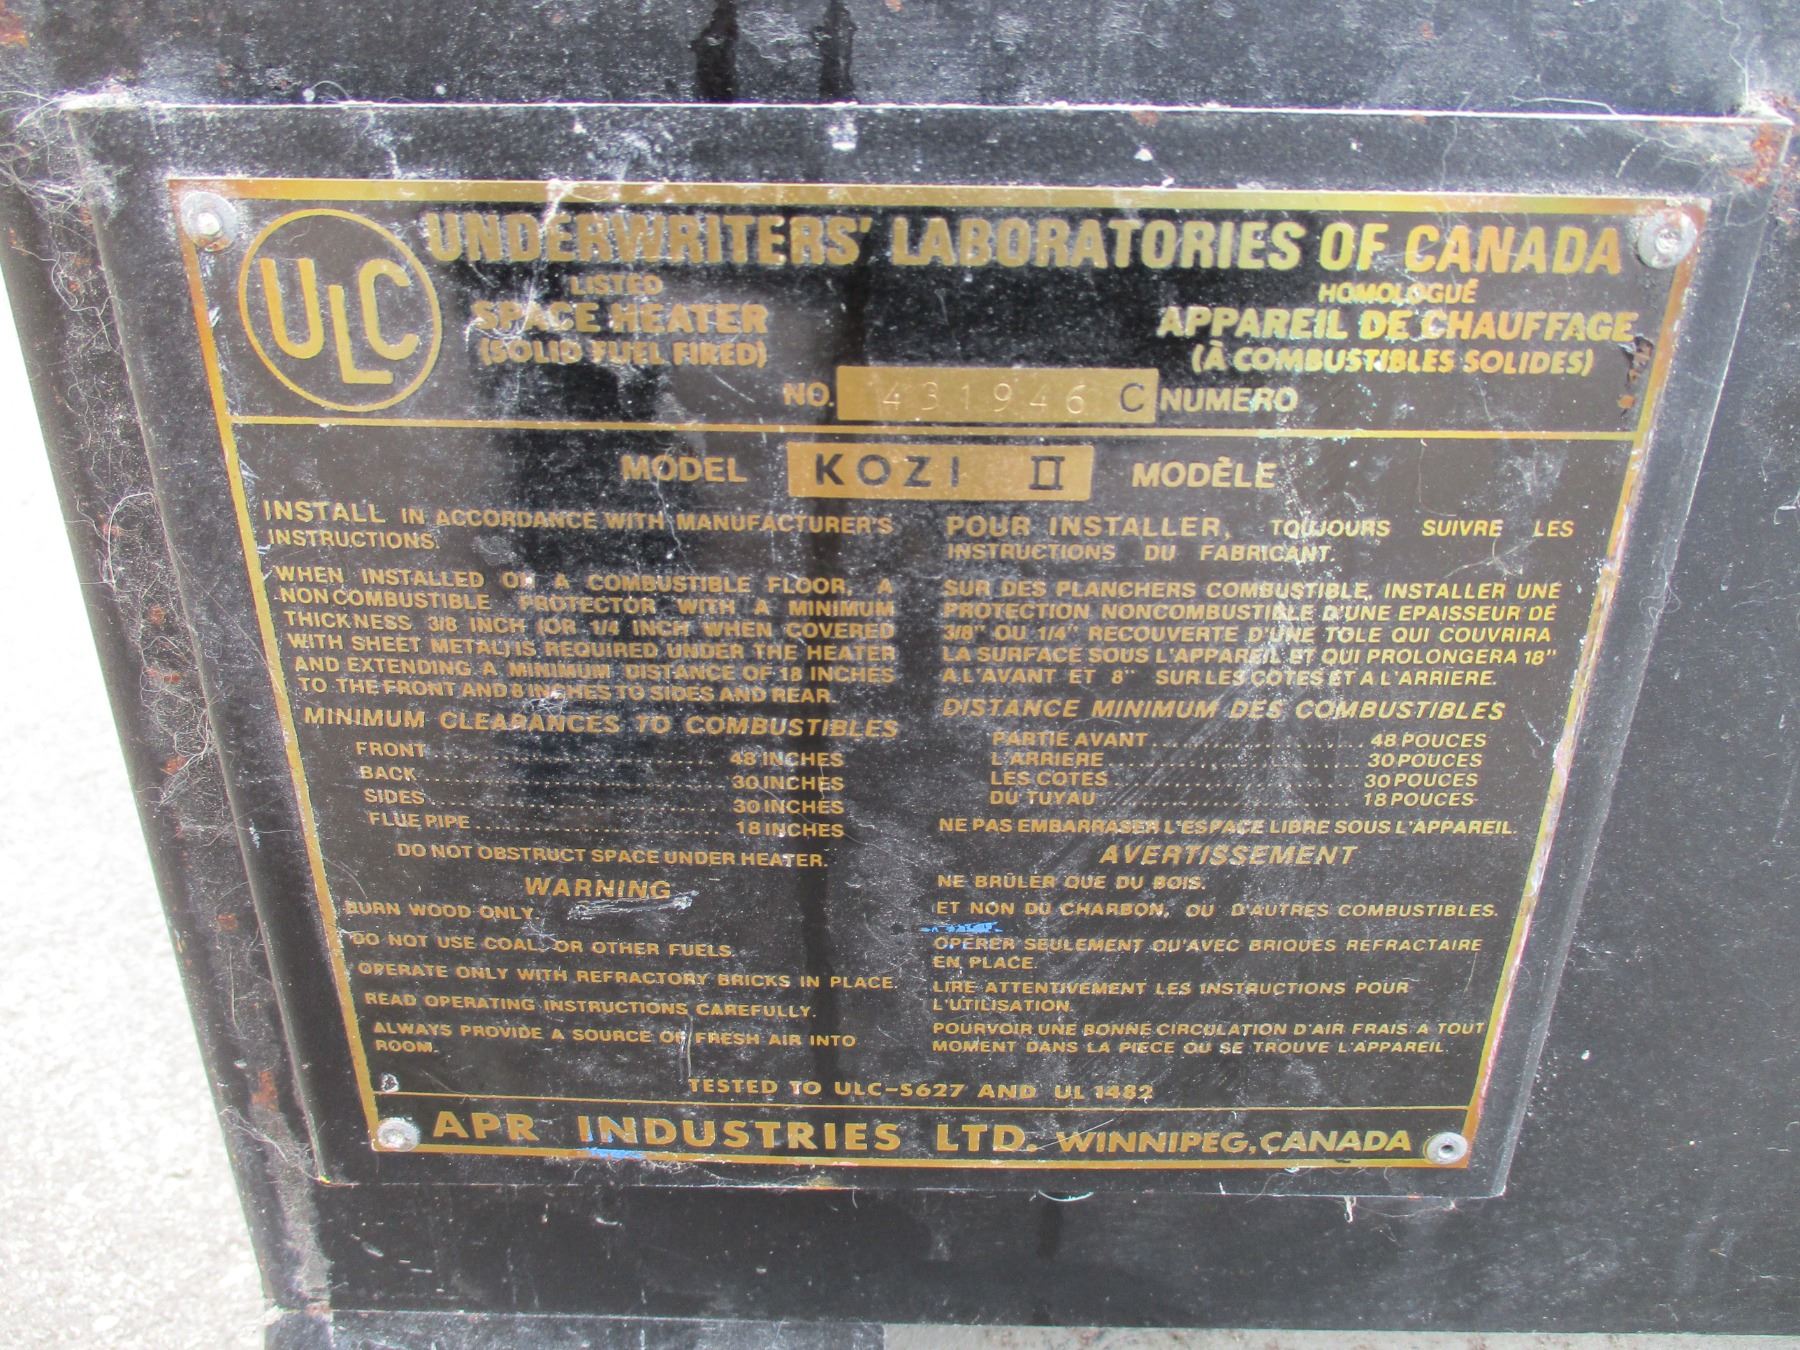 ULC
UNDERWRITERS' LABORATORIES OF CANADA
LISTED
SPACE HEATER
(SOLID FUEL FIRED)
HOMOLOGUÉ
APPAREIL DE CHAUFFAGE
(À COMBUSTIBLES SOLIDES)
NO. 431946 C NUMERO
MODEL KOZI II MODÈLE
INSTALL IN ACCORDANCE WITH MANUFACTURER'S
INSTRUCTIONS.
WHEN INSTALLED ON A COMBUSTIBLE FLOOR, A
NONCOMBUSTIBLE PROTECTOR WITH A MINIMUM
THICKNESS 3/8 INCH (OR 1/4 INCH WHEN COVERED
WITH SHEET METAL) IS REQUIRED UNDER THE HEATER
AND EXTENDING A MINIMUM DISTANCE OF 18 INCHES
TO THE FRONT AND 8 INCHES TO SIDES AND REAR.
MINIMUM CLEARANCES TO COMBUSTIBLES
FRONT 48 INCHES
BACK 30 INCHES
SIDES 30 INCHES
FLUE PIPE 18 INCHES
DO NOT OBSTRUCT SPACE UNDER HEATER.
WARNING
BURN WOOD ONLY.
DO NOT USE COAL, OR OTHER FUELS.
OPERATE ONLY WITH REFRACTORY BRICKS IN PLACE.
READ OPERATING INSTRUCTIONS CAREFULLY.
ALWAYS PROVIDE A SOURCE OF FRESH AIR INTO
ROOM.
POUR INSTALLER, TOUJOURS SUIVRE LES
INSTRUCTIONS DU FABRICANT.
SUR DES PLANCHERS COMBUSTIBLE, INSTALLER UNE
PROTECTION NONCOMBUSTIBLE D'UNE EPAISSEUR DE
3/8" OU 1/4" RECOUVERTE D'UNE TOLE QUI COUVRIRA
LA SURFACE SOUS L'APPAREIL ET QUI PROLONGERA 18"
A L'AVANT ET 8" SUR LES COTES ET A L'ARRIERE.
DISTANCE MINIMUM DES COMBUSTIBLES
PARTIE AVANT 48 POUCES
L'ARRIERE 30 POUCES
LES COTES 30 POUCES
DU TUYAU 18 POUCES
NE PAS EMBARRASER L'ESPACE LIBRE SOUS L'APPAREIL.
AVERTISSEMENT
NE BRÛLER QUE DU BOIS.
ET NON DU CHARBON, OU D'AUTRES COMBUSTIBLES.
OPERER SEULEMENT QU'AVEC BRIQUES REFRACTAIRE
EN PLACE.
LIRE ATTENTIVEMENT LES INSTRUCTIONS POUR
L'UTILISATION
POURVOIR UNE BONNE CIRCULATION D'AIR FRAIS A TOUT
MOMENT DANS LA PIECE OU SE TROUVE L'APPAREIL.
TESTED TO ULC-S627 AND UL 1482
APR INDUSTRIES LTD. WINNIPEG, CANADA